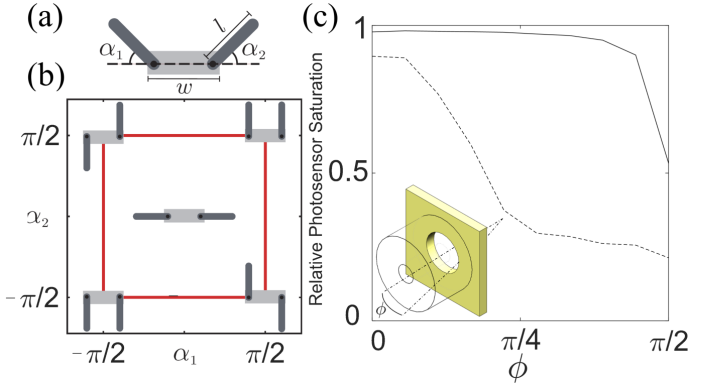 (a)
l
α₁
α₂
w
(b)
π/2
α₂
-π/2
-π/2
α₁
π/2
(c)
Relative Photosensor Saturation
1
0.5
0
ϕ
0
π/4
π/2
ϕ